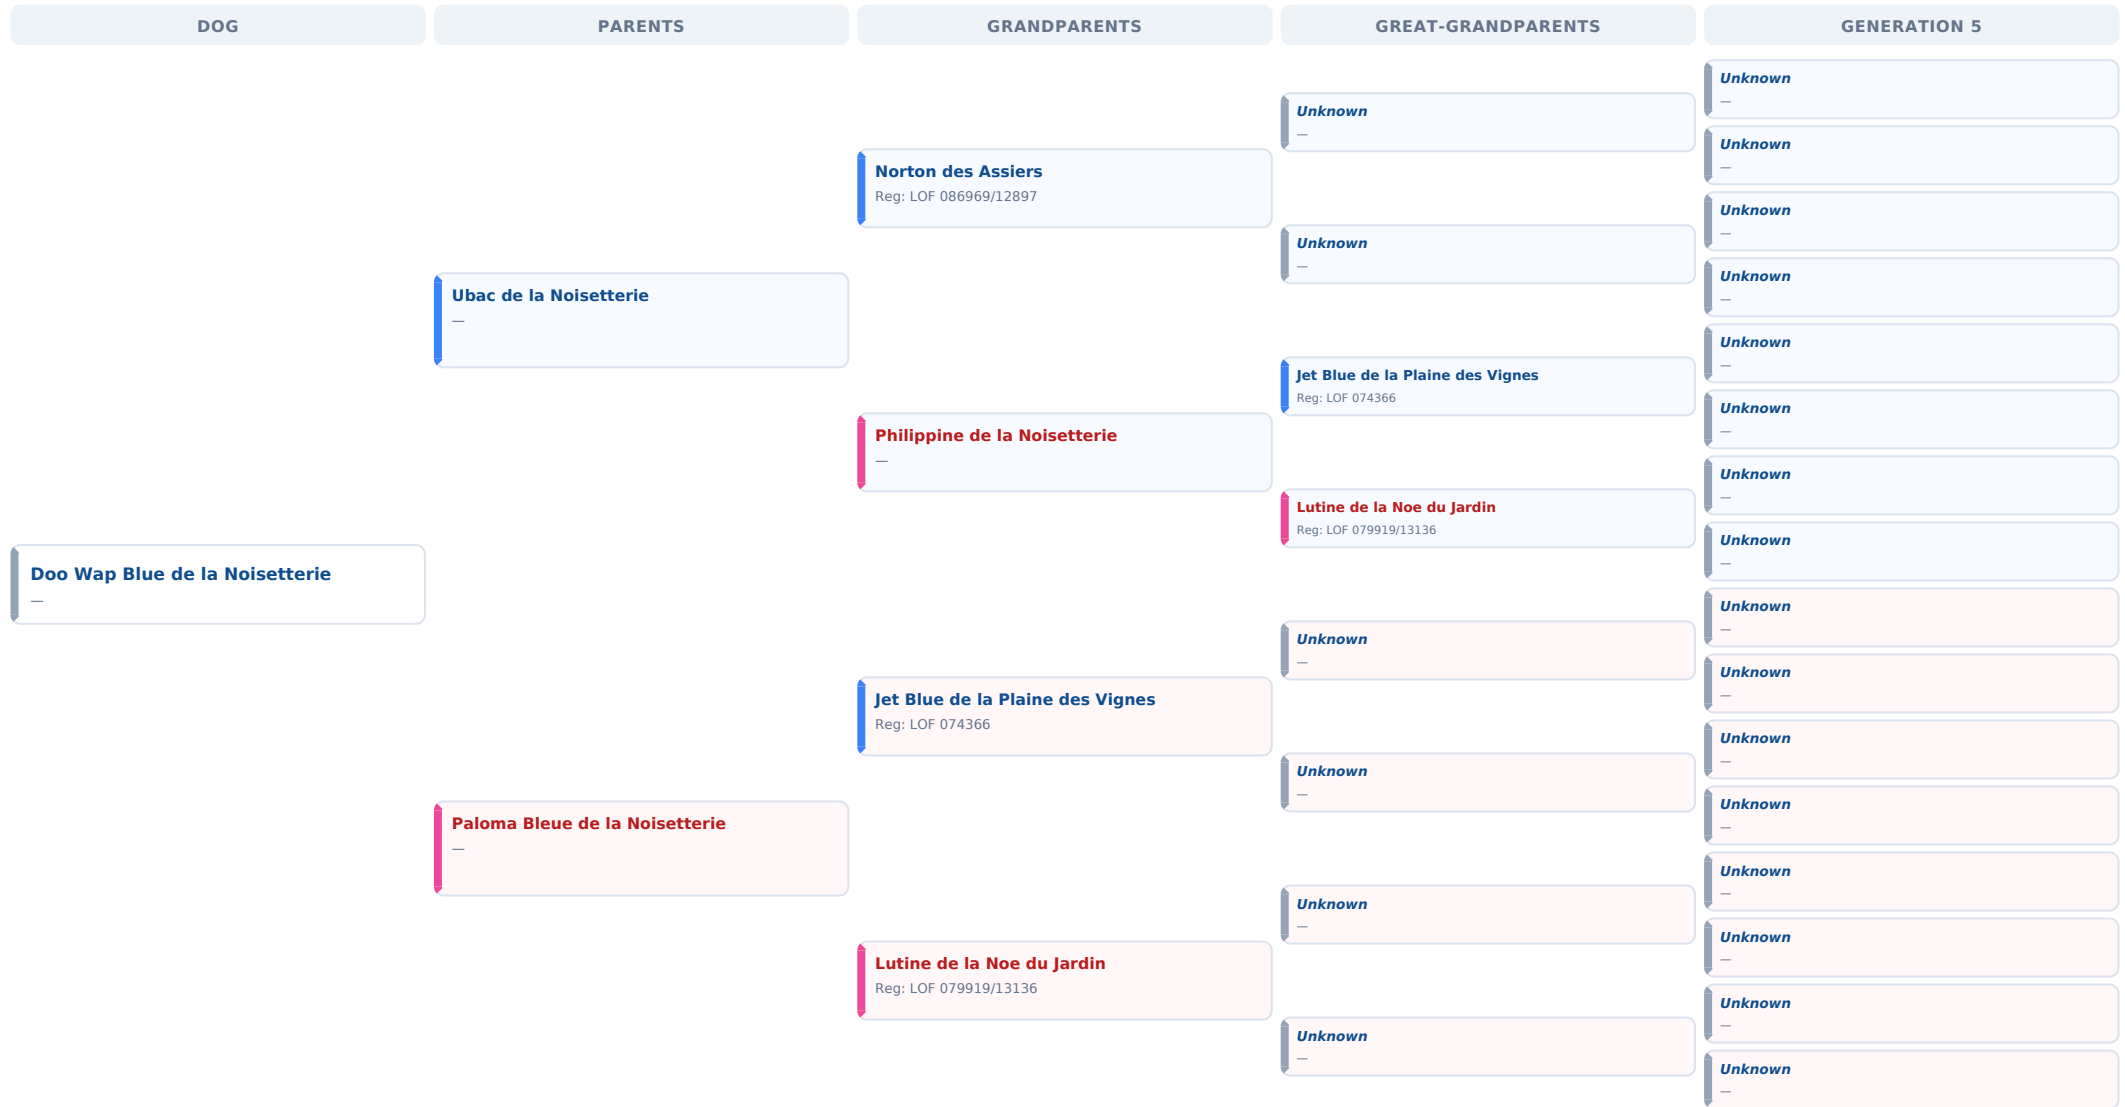 DOG
PARENTS
GRANDPARENTS
GREAT-GRANDPARENTS
GENERATION 5
Doo Wap Blue de la Noisetterie
—
Ubac de la Noisetterie
—
Paloma Bleue de la Noisetterie
—
Norton des Assiers
Reg: LOF 086969/12897
Philippine de la Noisetterie
—
Jet Blue de la Plaine des Vignes
Reg: LOF 074366
Lutine de la Noe du Jardin
Reg: LOF 079919/13136
Unknown
—
Unknown
—
Jet Blue de la Plaine des Vignes
Reg: LOF 074366
Lutine de la Noe du Jardin
Reg: LOF 079919/13136
Unknown
—
Unknown
—
Unknown
—
Unknown
—
Unknown
—
Unknown
—
Unknown
—
Unknown
—
Unknown
—
Unknown
—
Unknown
—
Unknown
—
Unknown
—
Unknown
—
Unknown
—
Unknown
—
Unknown
—
Unknown
—
Unknown
—
Unknown
—